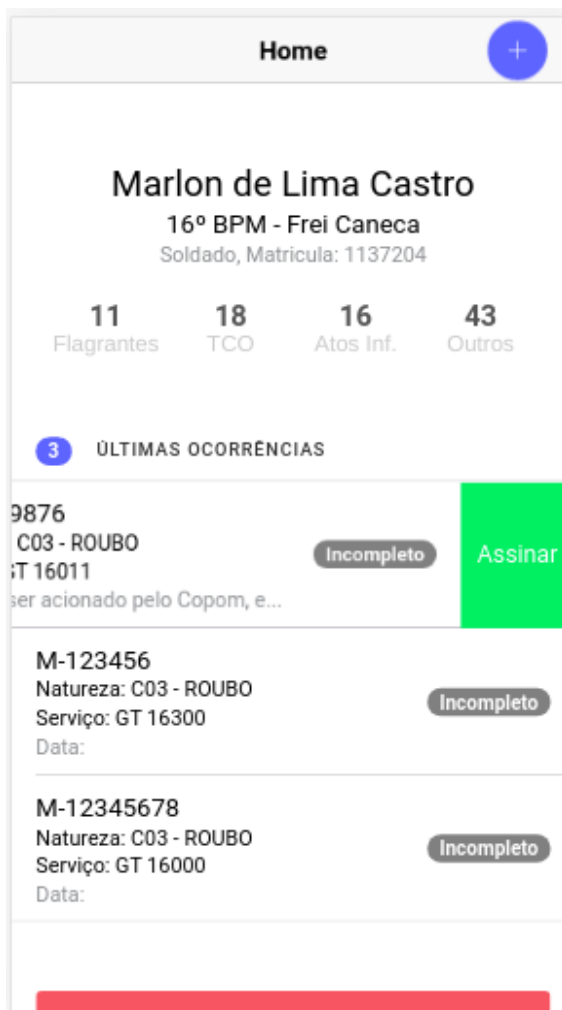 Home
+
Marlon de Lima Castro
16º BPM - Frei Caneca
Soldado, Matricula: 1137204
11 18 16 43
Flagrantes TCO Atos Inf. Outros
3 ÚLTIMAS OCORRÊNCIAS
9876
C03 - ROUBO
GT 16011
ser acionado pelo Copom, e...
Incompleto
Assinar
M-123456
Natureza: C03 - ROUBO
Serviço: GT 16300
Data:
Incompleto
M-12345678
Natureza: C03 - ROUBO
Serviço: GT 16000
Data:
Incompleto